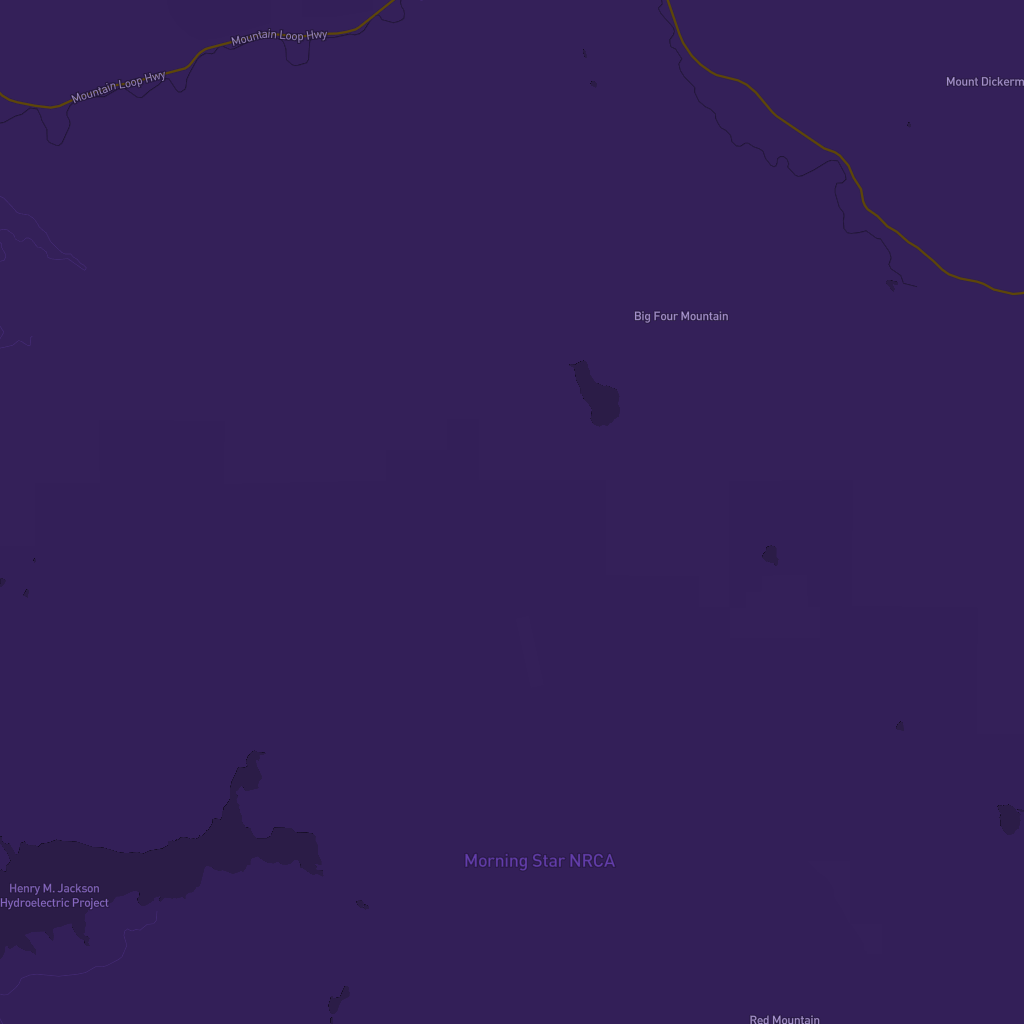 Mountain Loop Hwy
Mountain Loop Hwy
Mount Dickerm
Big Four Mountain
Morning Star NRCA
Henry M. Jackson
Hydroelectric Project
Red Mountain